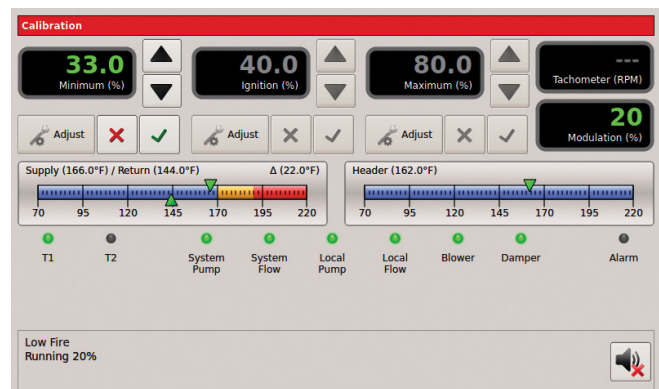 Calibration
33.0
Minimum (%)
40.0
Ignition (%)
80.0
Maximum (%)
---
Tachometer (RPM)
Adjust
Adjust
Adjust
20
Modulation (%)
Supply (166.0°F) / Return (144.0°F) Δ (22.0°F)
70 95 120 145 170 195 220
Header (162.0°F)
70 95 120 145 170 195 220
T1
T2
System
Pump
System
Flow
Local
Pump
Local
Flow
Blower
Damper
Alarm
Low Fire
Running 20%